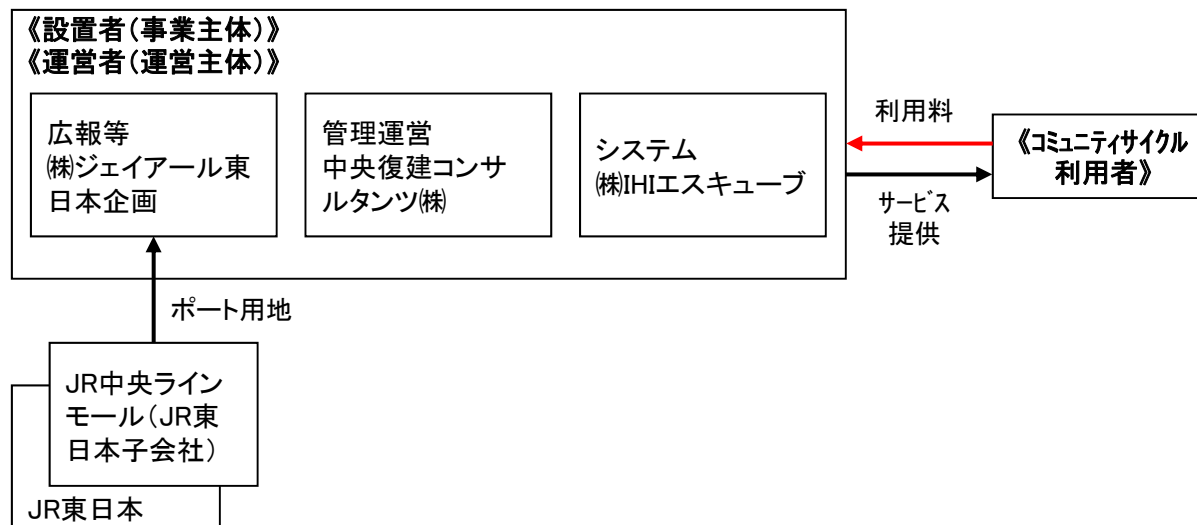 《設置者(事業主体)》
《運営者(運営主体)》
広報等
㈱ジェイアール東
日本企画
管理運営
中央復建コンサ
ルタンツ㈱
システム
㈱IHIエスキューブ
利用料
サービス
提供
《コミュニティサイクル
利用者》
ポート用地
JR中央ライン
モール(JR東
日本子会社)
JR東日本